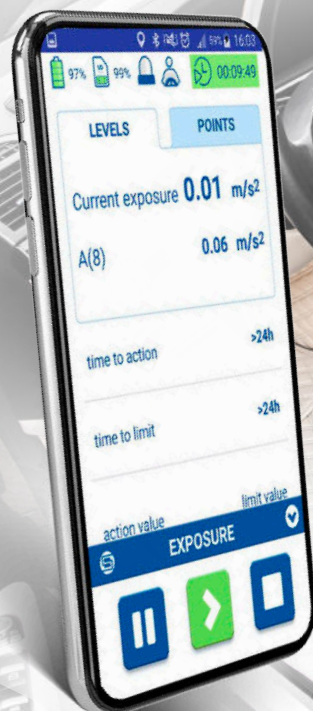 59% 16:03
97% 99% 00:09:49
LEVELS POINTS
Current exposure 0.01 m/s2
A(8) 0.06 m/s2
time to action >24h
time to limit >24h
action value limit value
EXPOSURE